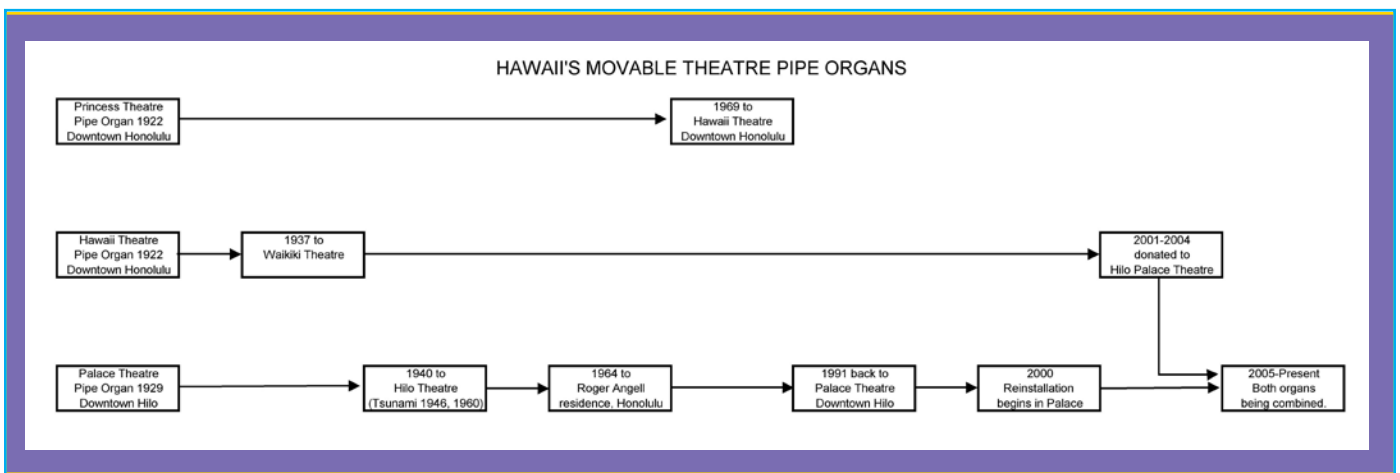 HAWAII'S MOVABLE THEATRE PIPE ORGANS
Princess Theatre
Pipe Organ 1922
Downtown Honolulu
1969 to
Hawaii Theatre
Downtown Honolulu
Hawaii Theatre
Pipe Organ 1922
Downtown Honolulu
1937 to
Waikiki Theatre
2001-2004
donated to
Hilo Palace Theatre
Palace Theatre
Pipe Organ 1929
Downtown Hilo
1940 to
Hilo Theatre
(Tsunami 1946, 1960)
1964 to
Roger Angell
residence, Honolulu
1991 back to
Palace Theatre
Downtown Hilo
2000
Reinstallation
begins in Palace
2005-Present
Both organs
being combined.